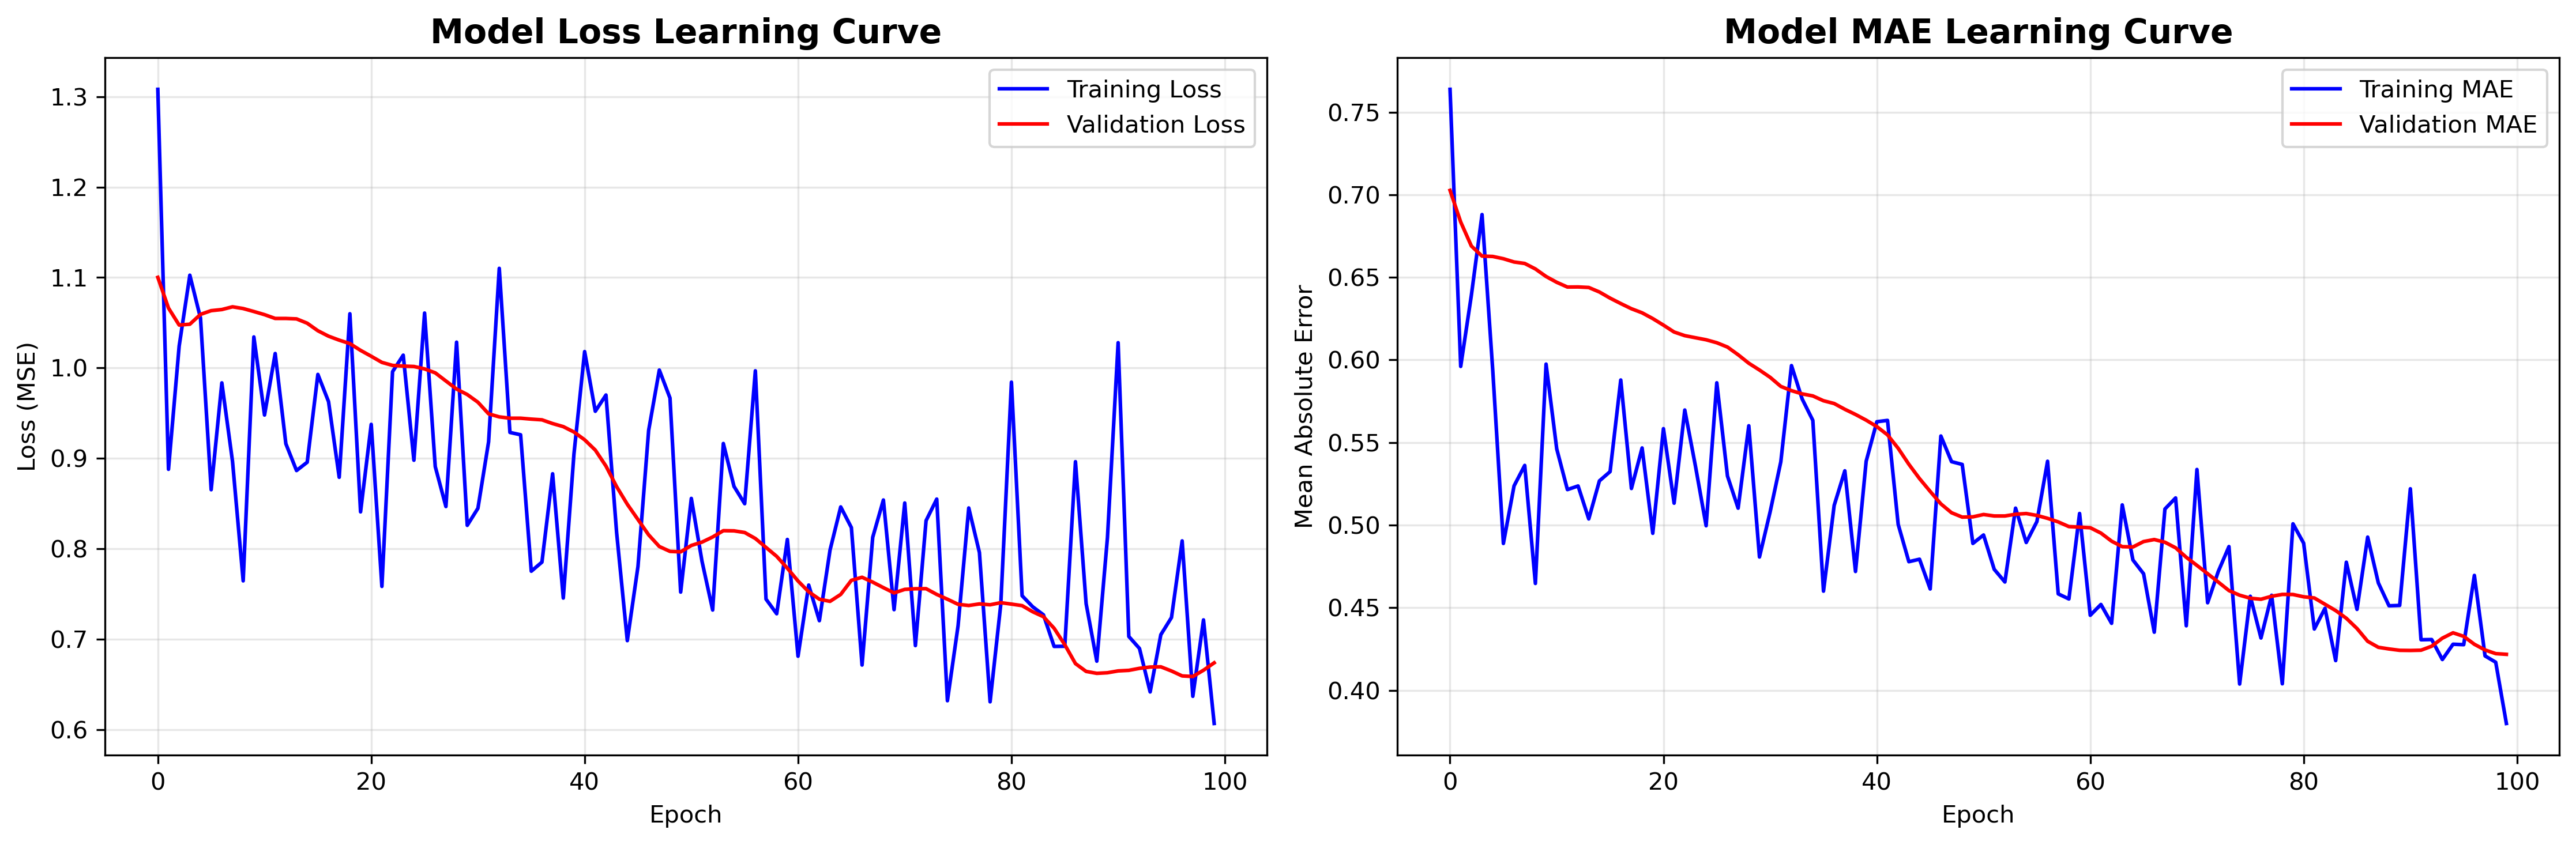 Model Loss Learning Curve
Training Loss
Validation Loss
1.3
1.2
1.1
1.0
0.9
0.8
0.7
0.6
Loss (MSE)
0 20 40 60 80 100
Epoch
Model MAE Learning Curve
Training MAE
Validation MAE
0.75
0.70
0.65
0.60
0.55
0.50
0.45
0.40
Mean Absolute Error
0 20 40 60 80 100
Epoch